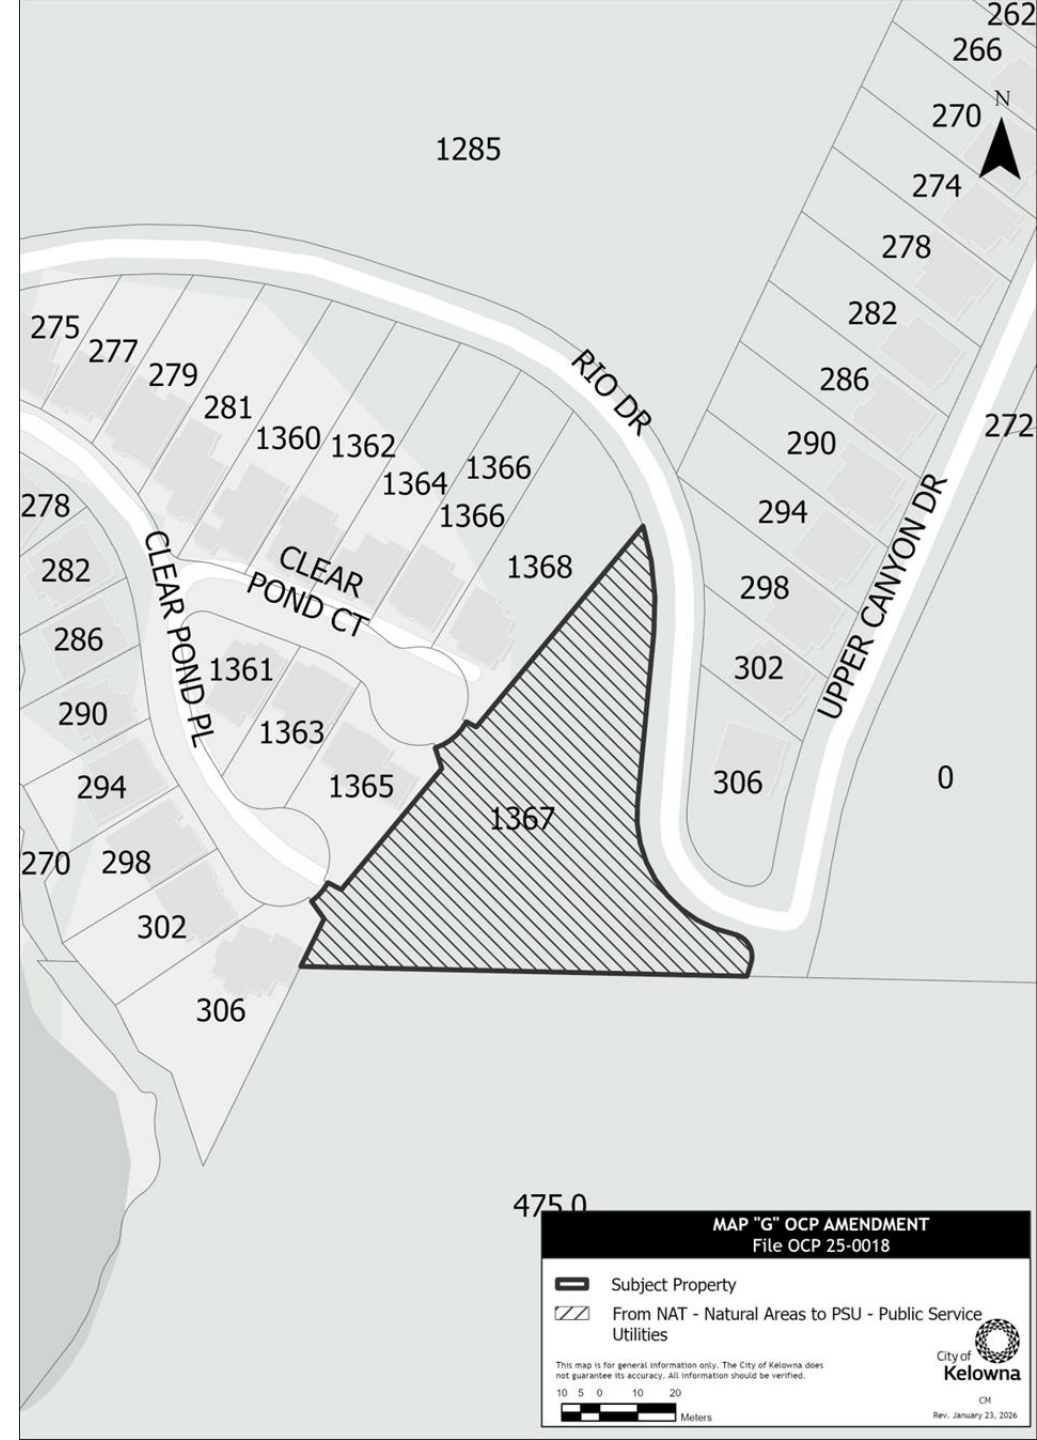 262
266
N
270
1285
274
278
282
275
277
279
281
RIO DR
286
1360
1362
290
272
1364
1366
1366
278
294
CLEAR POND PL
CLEAR
POND CT
1368
282
298
UPPER CANYON DR
286
1361
302
290
1363
294
1365
306
0
1367
270
298
302
306
475 0
MAP "G" OCP AMENDMENT
File OCP 25-0018
Subject Property
From NAT - Natural Areas to PSU - Public Service
Utilities
City of
Kelowna
This map is for general information only. The City of Kelowna does
not guarantee its accuracy. All information should be verified.
10 5 0 10 20
Meters
CM
Rev. January 23, 2026